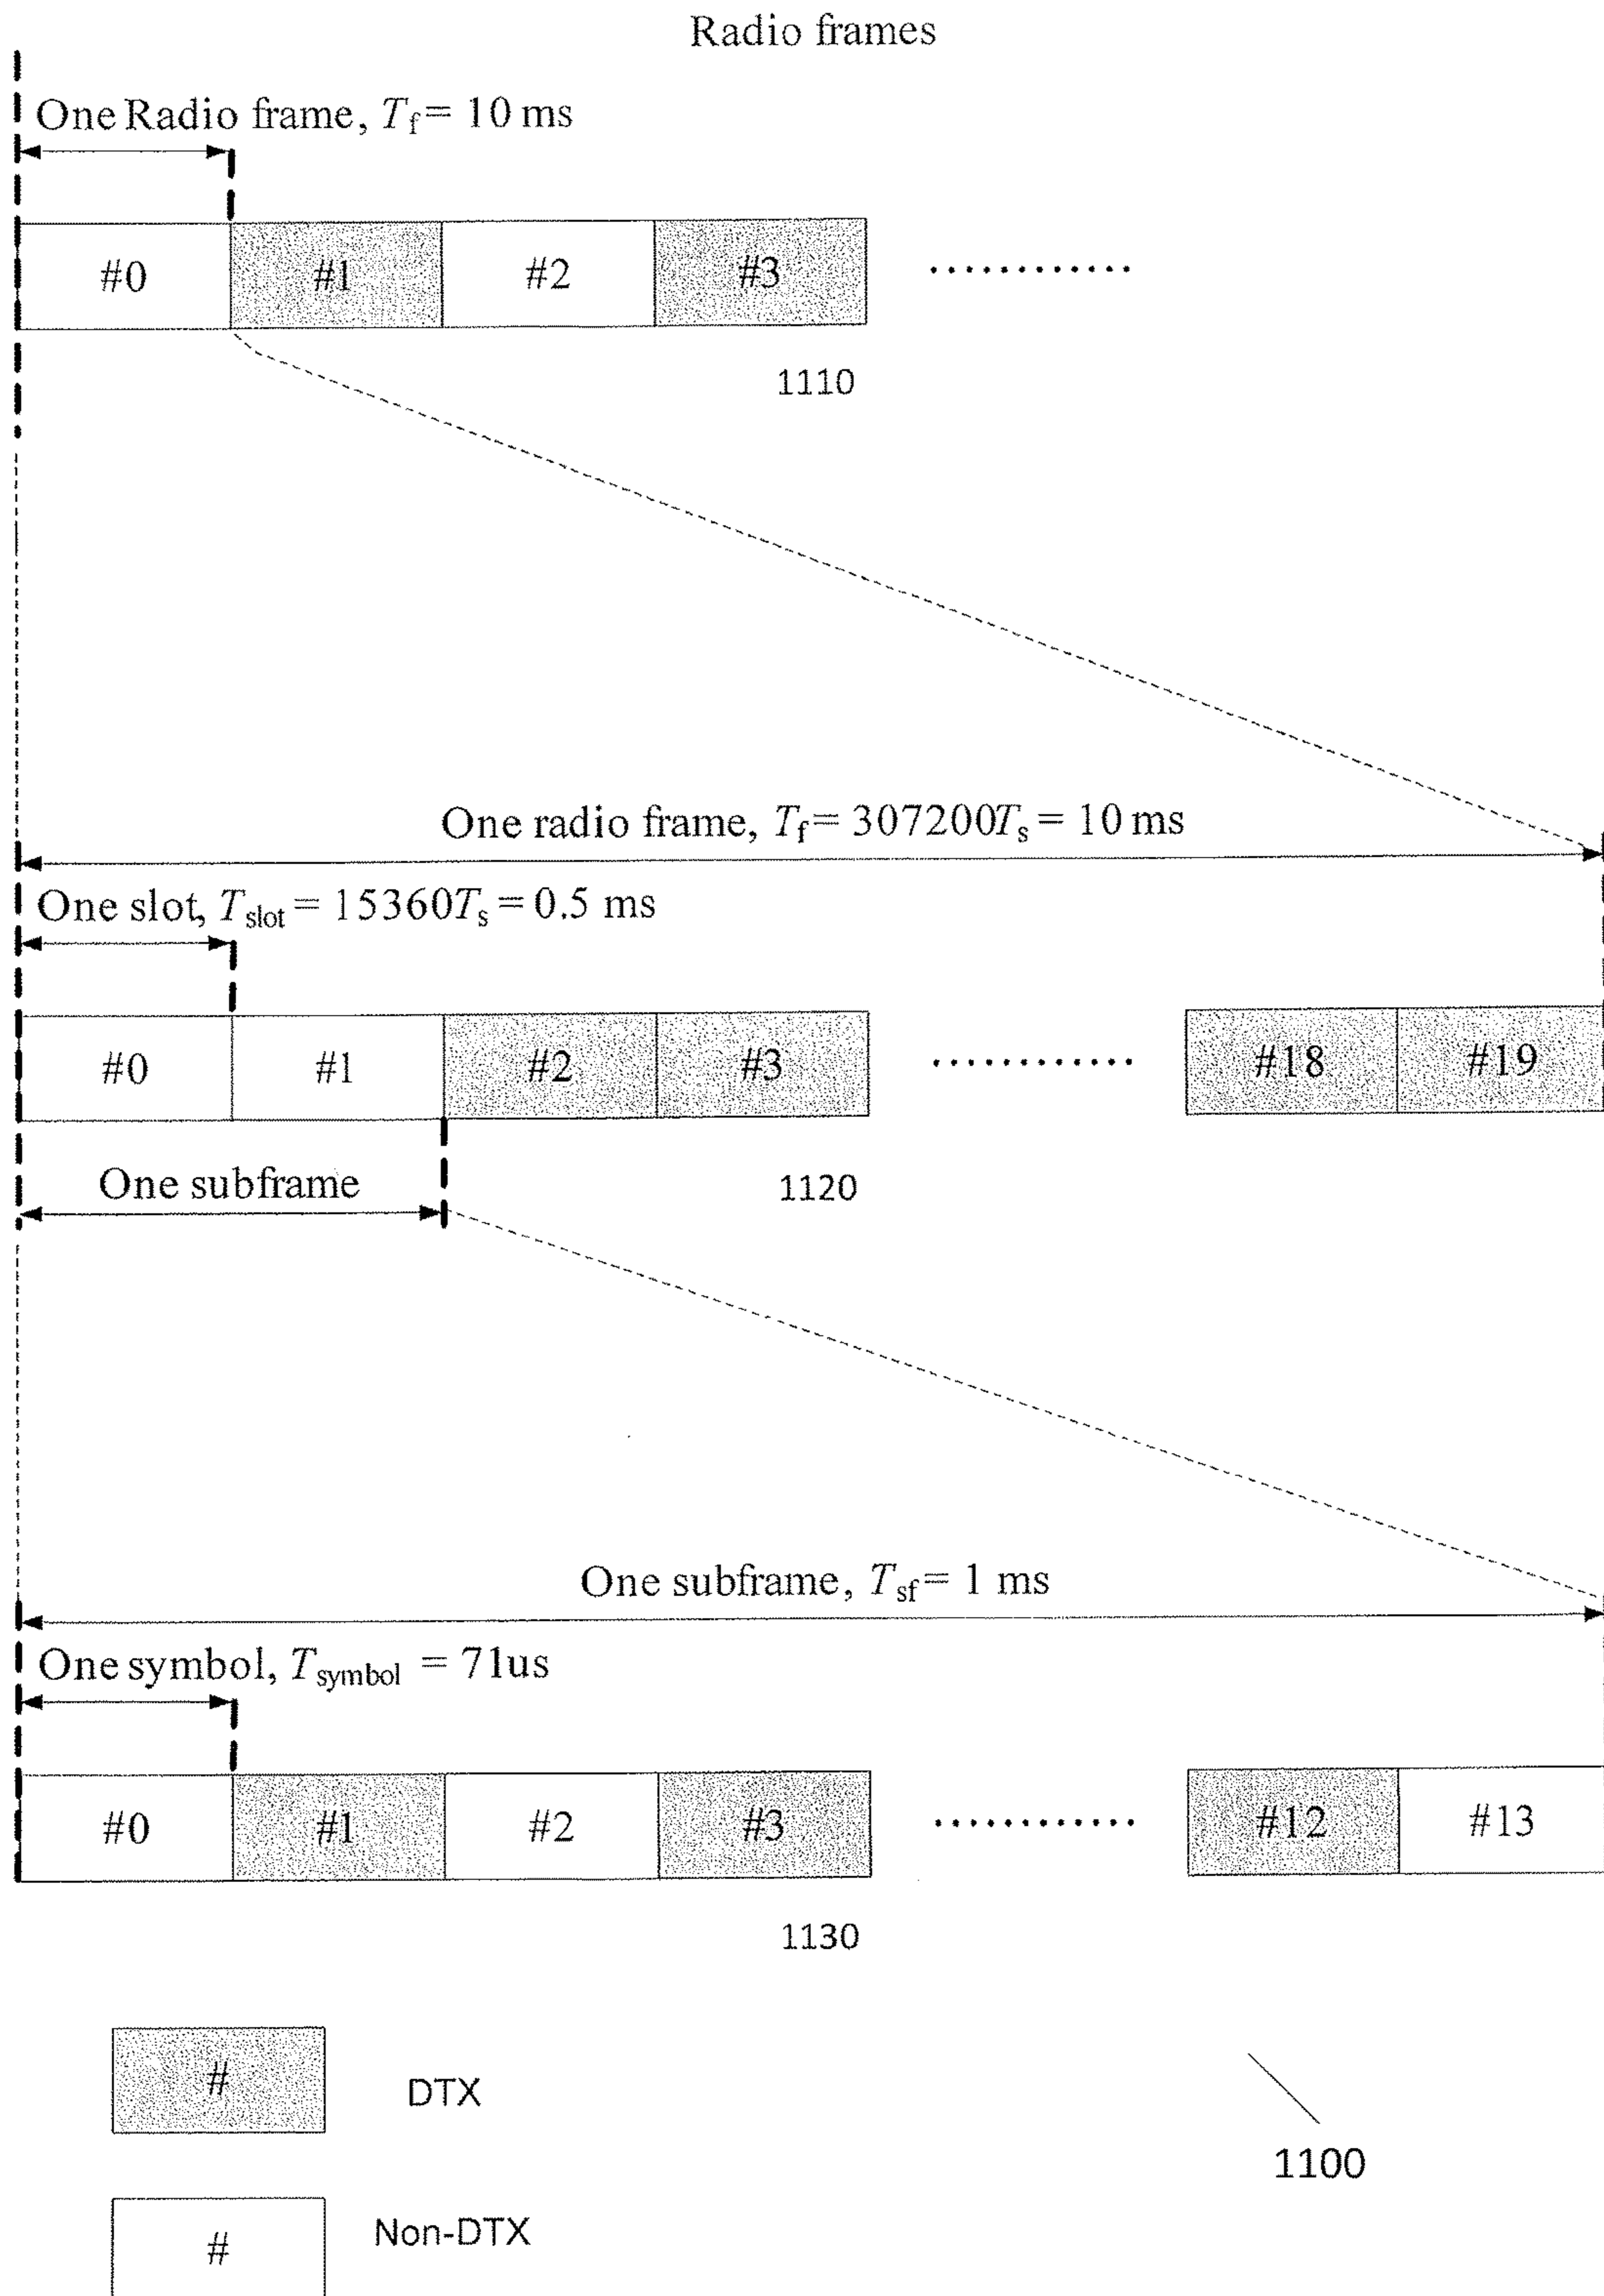 Radio frames
One Radio frame, Tf = 10 ms
#0 #1 #2 #3 ............
1110
One radio frame, Tf = 307200Ts = 10 ms
One slot, Tslot = 15360Ts = 0.5 ms
#0 #1 #2 #3 ............ #18 #19
One subframe
1120
One subframe, Tsf = 1 ms
One symbol, Tsymbol = 71us
#0 #1 #2 #3 ............ #12 #13
1130
# DTX
1100
# Non-DTX